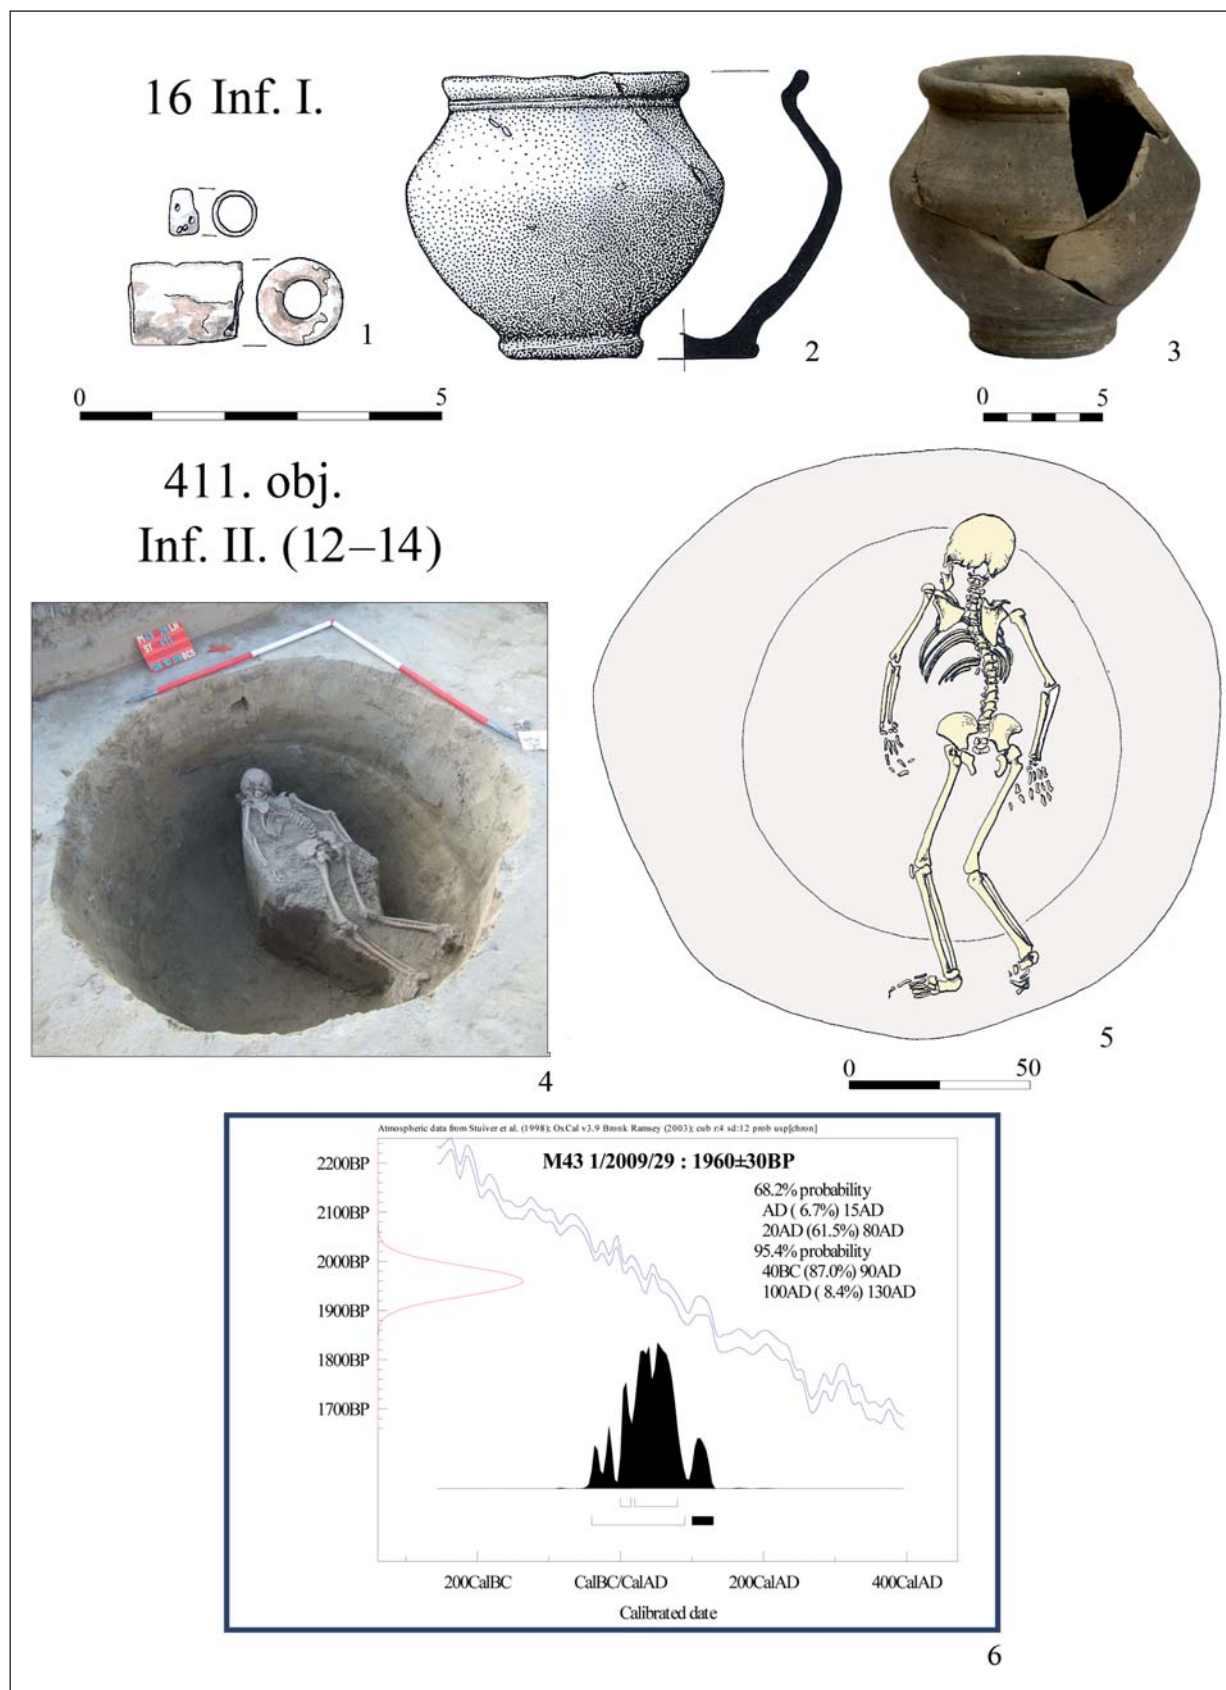 16 Inf. I.
1
2
3
0 5
0 5
411. obj.
Inf. II. (12–14)
ST
4
5
0 50
Atmospheric data from Stuiver et al. (1998); OxCal v3.9 Bronk Ramsey (2003); cub r:4 sd:12 prob usp[chron]
M43 1/2009/29 : 1960±30BP
68.2% probability
AD ( 6.7%) 15AD
20AD (61.5%) 80AD
95.4% probability
40BC (87.0%) 90AD
100AD ( 8.4%) 130AD
2200BP
2100BP
2000BP
1900BP
1800BP
1700BP
200CalBC CalBC/CalAD 200CalAD 400CalAD
Calibrated date
6